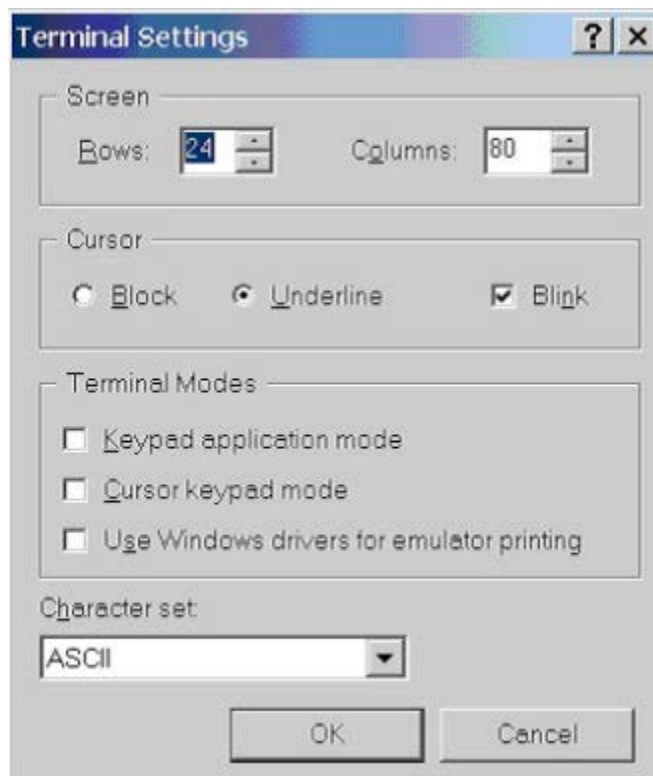 Terminal Settings
Screen
Rows: 24 Columns: 80
Cursor
Block Underline Blink
Terminal Modes
Keypad application mode
Cursor keypad mode
Use Windows drivers for emulator printing
Character set:
ASCII
OK Cancel